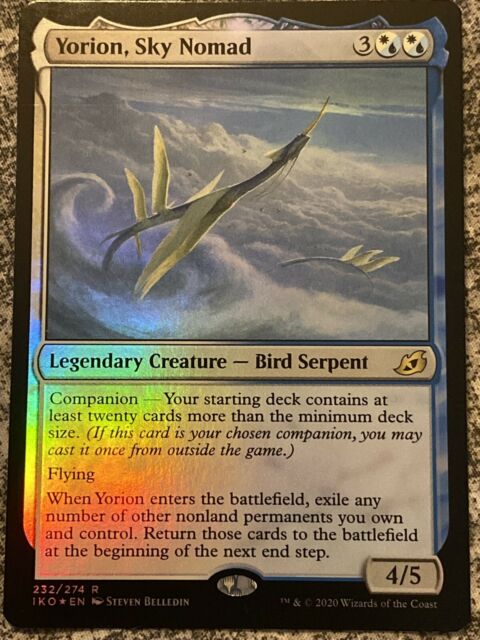 Yorion, Sky Nomad 3
Legendary Creature — Bird Serpent
Companion — Your starting deck contains at
least twenty cards more than the minimum deck
size. (If this card is your chosen companion, you may
cast it once from outside the game.)
Flying
When Yorion enters the battlefield, exile any
number of other nonland permanents you own
and control. Return those cards to the battlefield
at the beginning of the next end step.
4/5
232/274 R
IKO★EN Steven Belledin
™ & © 2020 Wizards of the Coast